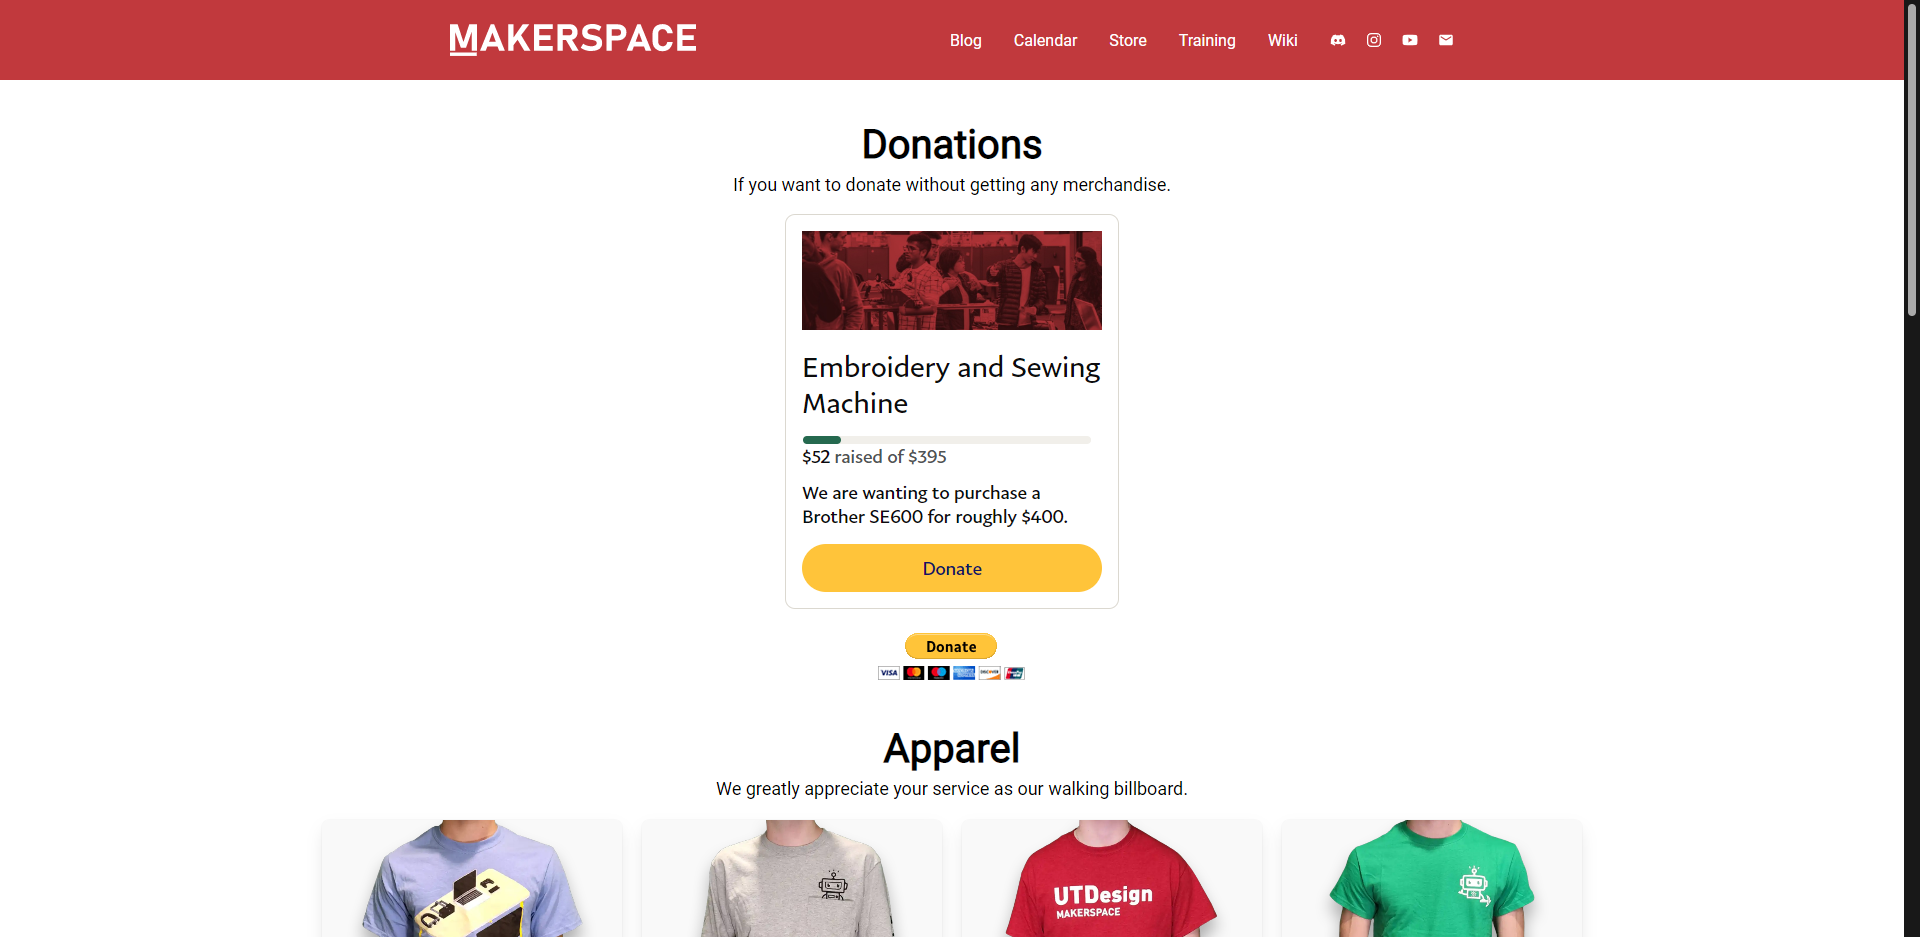 MAKERSPACE
Blog Calendar Store Training Wiki
Donations
If you want to donate without getting any merchandise.
Embroidery and Sewing
Machine
$52 raised of $395
We are wanting to purchase a
Brother SE600 for roughly $400.
Donate
Donate
VISA DISCOVER
Apparel
We greatly appreciate your service as our walking billboard.
UTDesign
MAKERSPACE